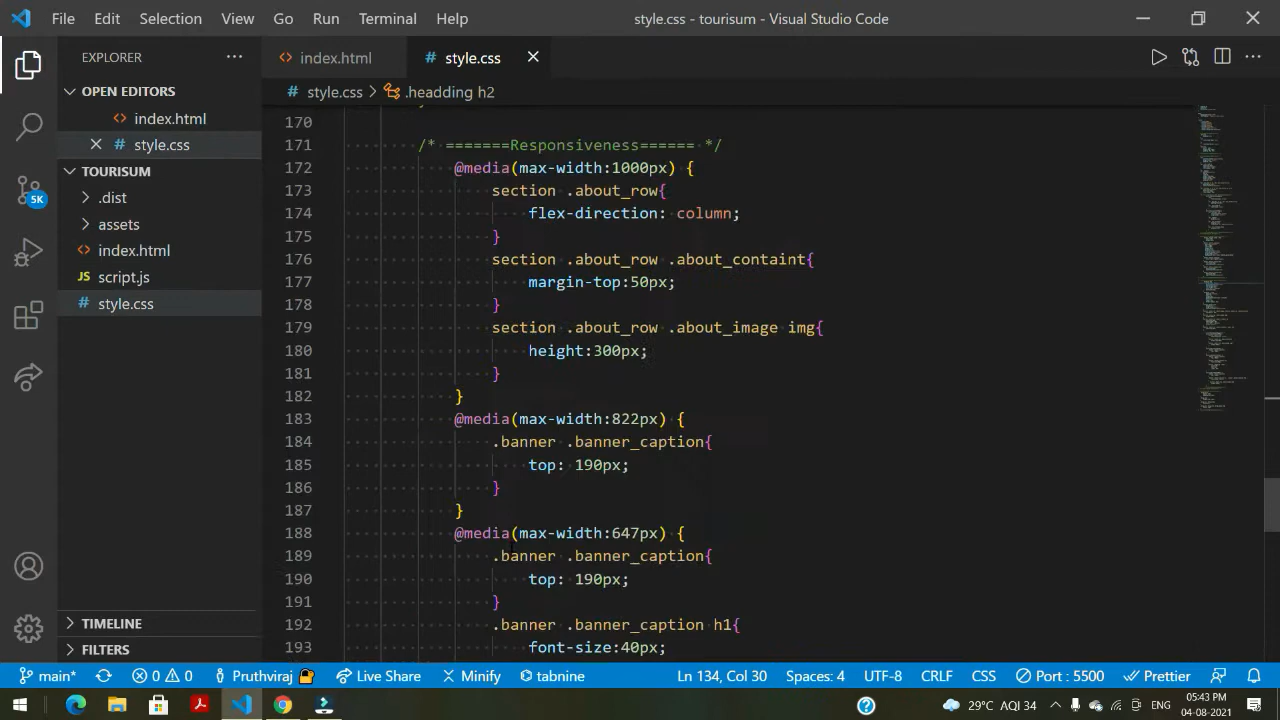 File Edit Selection View Go Run Terminal Help
style.css - tourisum - Visual Studio Code
EXPLORER
OPEN EDITORS
<> index.html
# style.css
TOURISUM
.dist
assets
<> index.html
JS script.js
# style.css
5K
TIMELINE
FILTERS
<> index.html
# style.css
# style.css > .headding h2
170
171 /* =======Responsiveness====== */
172 @media(max-width:1000px) {
173 section .about_row{
174 flex-direction: column;
175 }
176 section .about_row .about_containt{
177 margin-top:50px;
178 }
179 section .about_row .about_image img{
180 height:300px;
181 }
182 }
183 @media(max-width:822px) {
184 .banner .banner_caption{
185 top: 190px;
186 }
187 }
188 @media(max-width:647px) {
189 .banner .banner_caption{
190 top: 190px;
191 }
192 .banner .banner_caption h1{
193 font-size:40px;
main* 0 0 Pruthviraj Live Share Minify tabnine Ln 134, Col 30 Spaces: 4 UTF-8 CRLF CSS Port : 5500 Prettier
29°C AQI 34 ENG 05:43 PM
04-08-2021